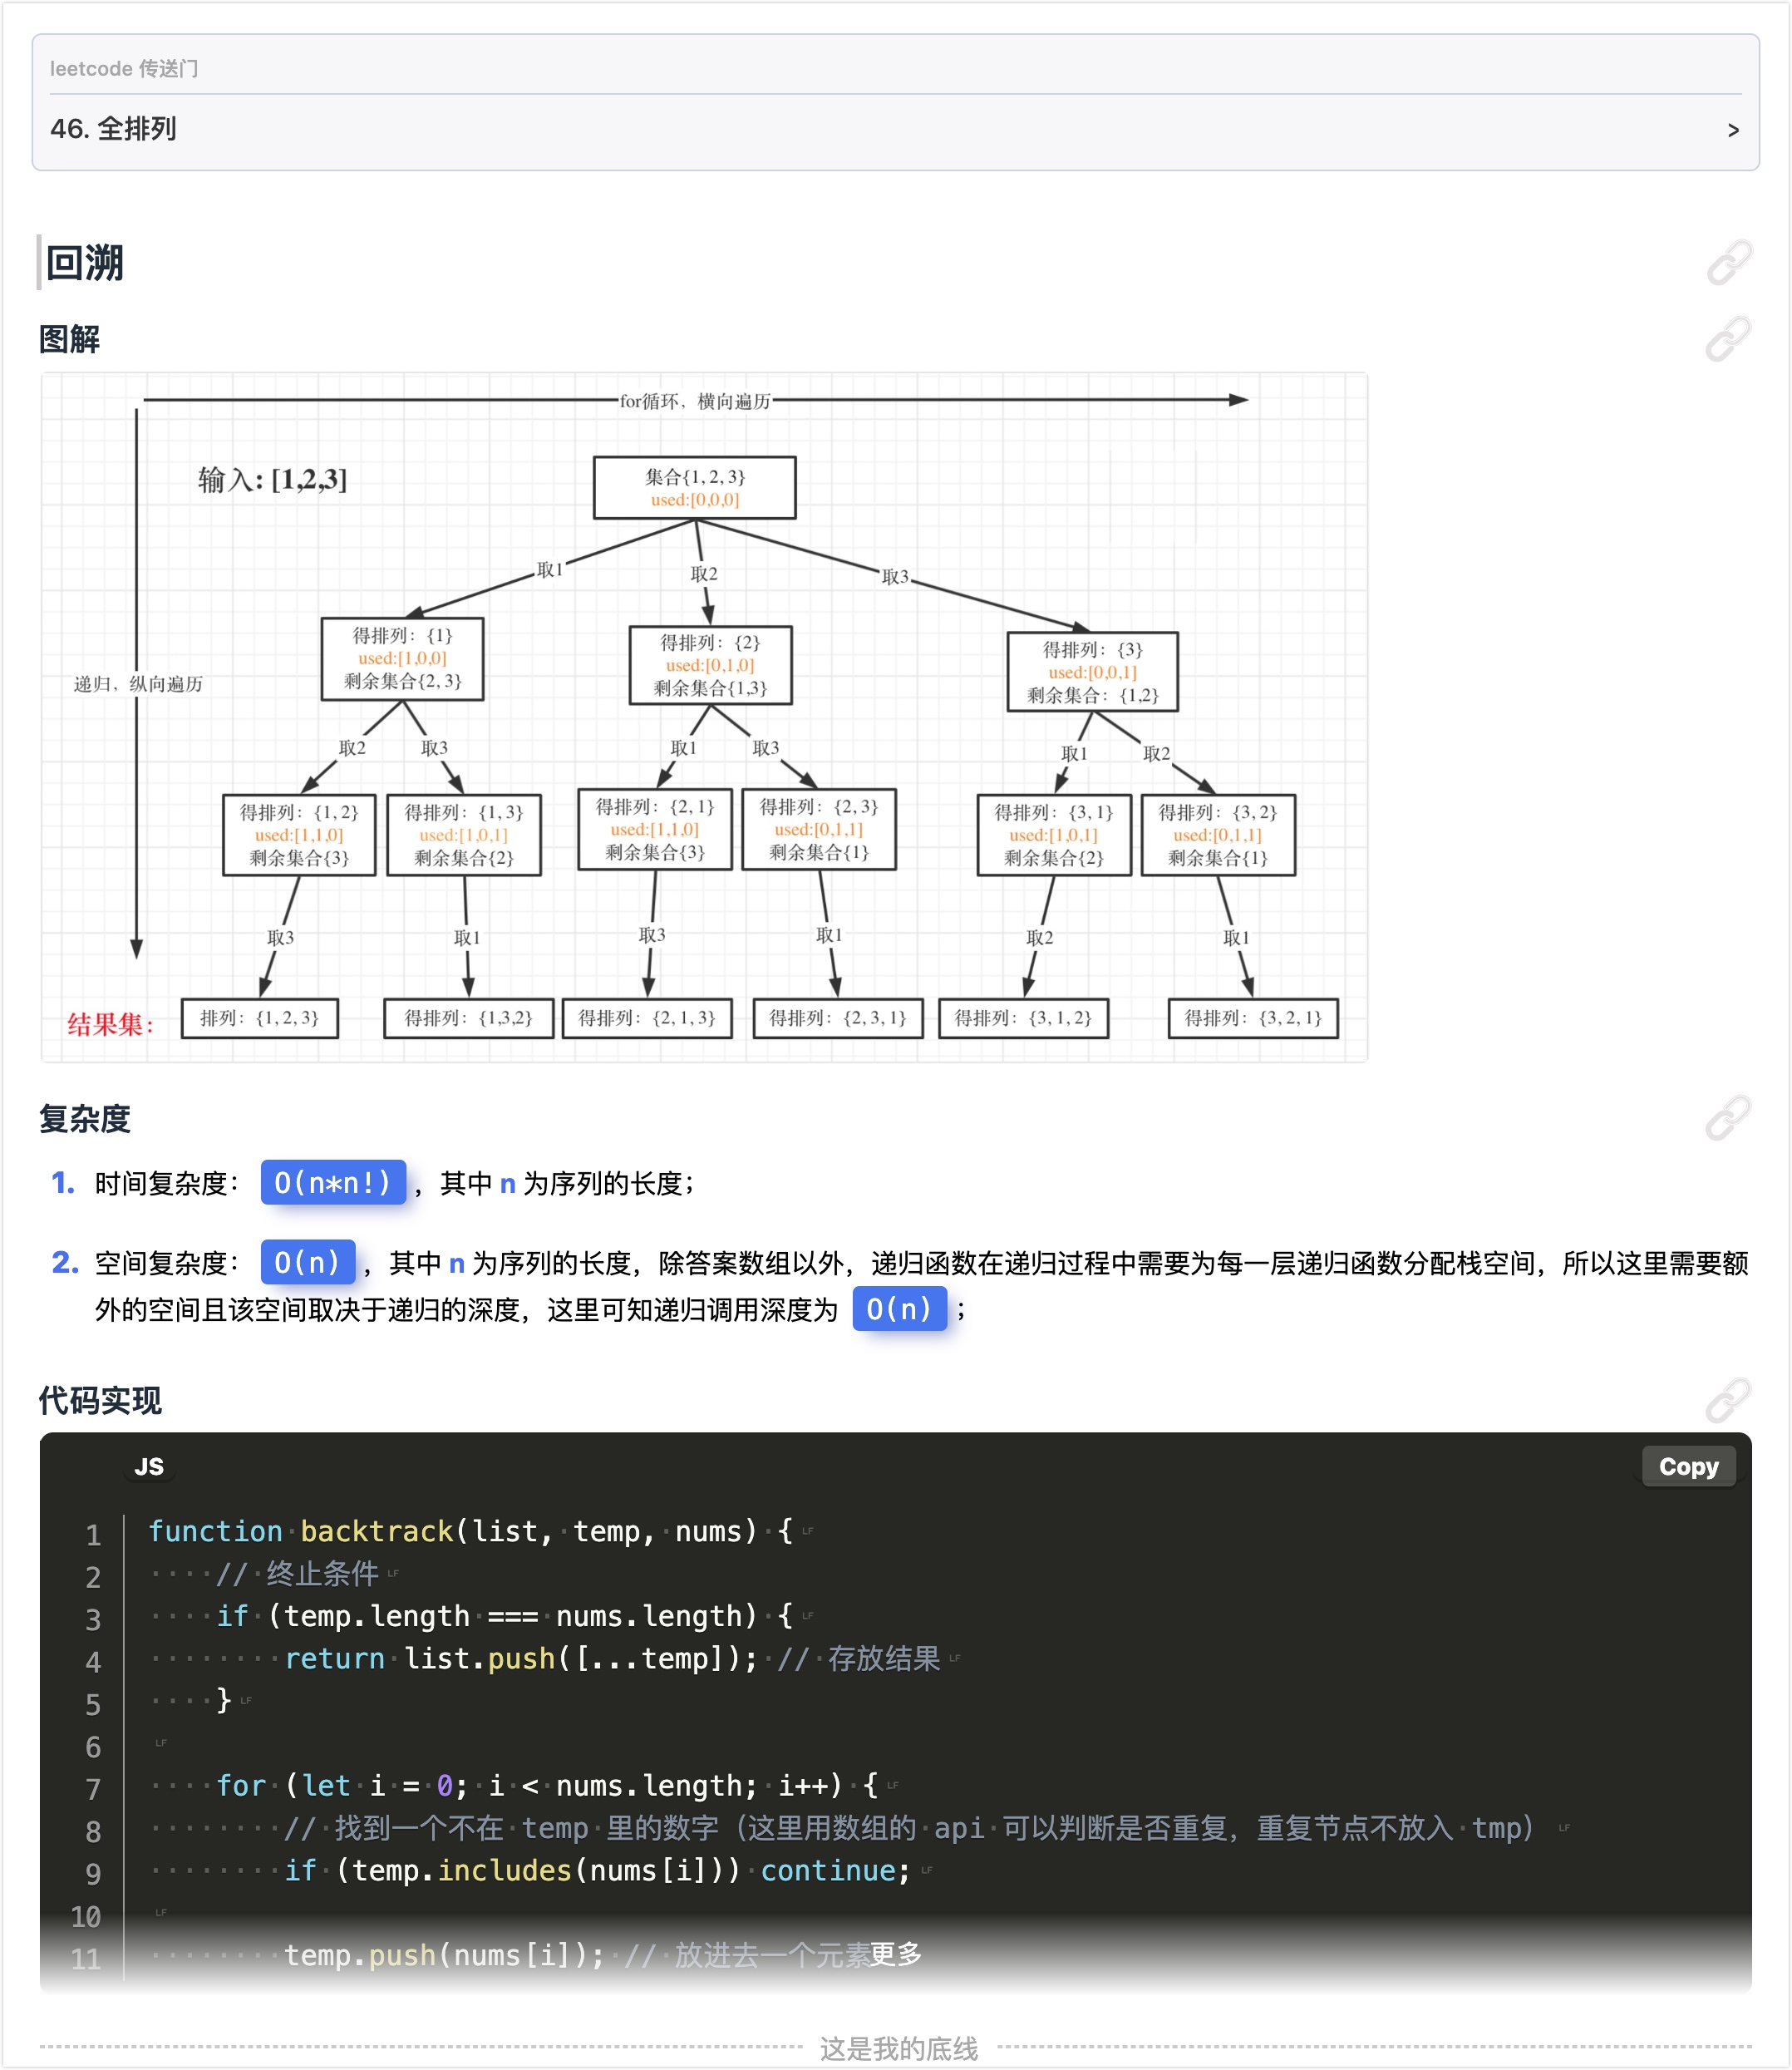 leetcode 传送门
46. 全排列
>
回溯
图解
for循环，横向遍历
输入: [1,2,3]
集合{1, 2, 3}
used:[0,0,0]
取1
取2
取3
得排列：{1}
used:[1,0,0]
剩余集合{2, 3}
得排列：{2}
used:[0,1,0]
剩余集合{1,3}
得排列：{3}
used:[0,0,1]
剩余集合：{1,2}
递归，纵向遍历
取2
取3
取1
取3
取1
取2
得排列：{1, 2}
used:[1,1,0]
剩余集合{3}
得排列：{1, 3}
used:[1,0,1]
剩余集合{2}
得排列：{2, 1}
used:[1,1,0]
剩余集合{3}
得排列：{2, 3}
used:[0,1,1]
剩余集合{1}
得排列：{3, 1}
used:[1,0,1]
剩余集合{2}
得排列：{3, 2}
used:[0,1,1]
剩余集合{1}
取3
取1
取3
取1
取2
取1
结果集：
排列：{1, 2, 3}
得排列：{1,3,2}
得排列：{2, 1, 3}
得排列：{2, 3, 1}
得排列：{3, 1, 2}
得排列：{3, 2, 1}
复杂度
1. 时间复杂度： O(n*n!) ，其中 n 为序列的长度；
2. 空间复杂度： O(n) ，其中 n 为序列的长度，除答案数组以外，递归函数在递归过程中需要为每一层递归函数分配栈空间，所以这里需要额
外的空间且该空间取决于递归的深度，这里可知递归调用深度为 O(n) ；
代码实现
JS
Copy
1 function backtrack(list, temp, nums) {
2     // 终止条件
3     if (temp.length === nums.length) {
4         return list.push([...temp]); // 存放结果
5     }
6
7     for (let i = 0; i < nums.length; i++) {
8         // 找到一个不在 temp 里的数字（这里用数组的 api 可以判断是否重复，重复节点不放入 tmp）
9         if (temp.includes(nums[i])) continue;
10
11         temp.push(nums[i]); // 放进去一个元素
更多
这是我的底线